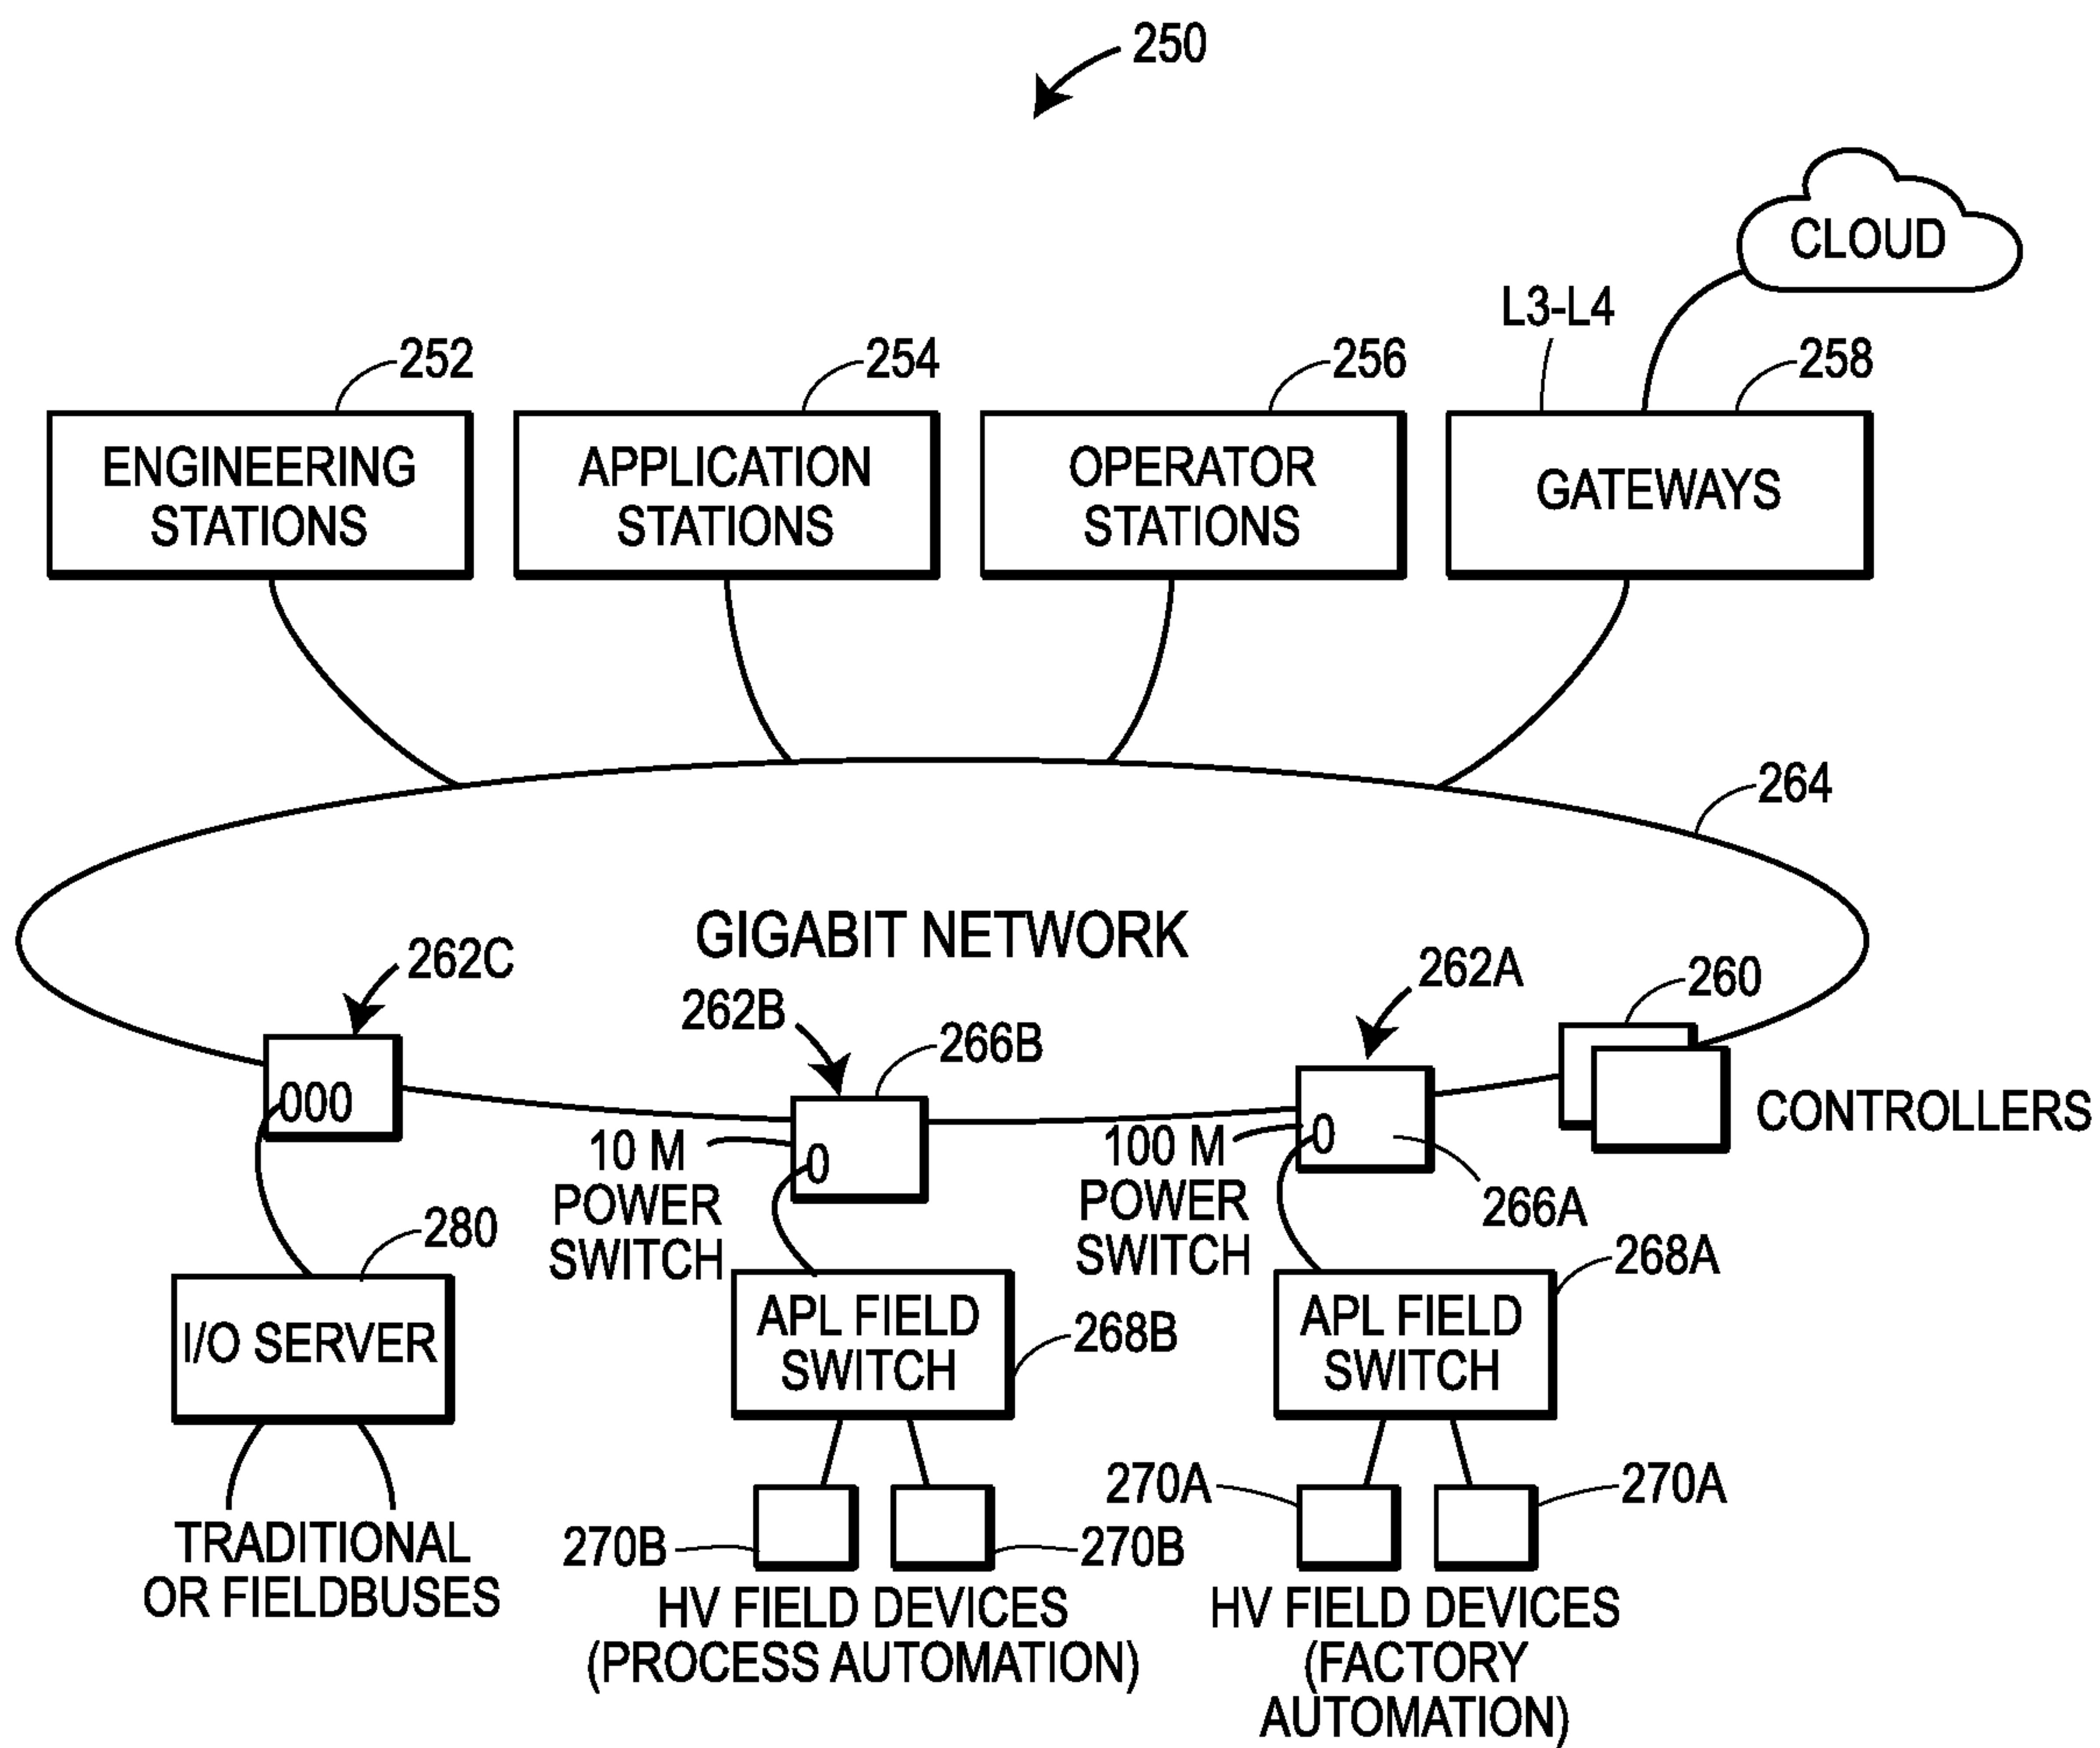 250
CLOUD
L3-L4
252
254
256
258
ENGINEERING
STATIONS
APPLICATION
STATIONS
OPERATOR
STATIONS
GATEWAYS
264
GIGABIT NETWORK
262C
262B
262A
260
266B
000
0
0
10 M
POWER
SWITCH
100 M
POWER
SWITCH
CONTROLLERS
266A
280
268A
I/O SERVER
APL FIELD
SWITCH
268B
APL FIELD
SWITCH
270A
270A
270B
270B
TRADITIONAL
OR FIELDBUSES
HV FIELD DEVICES
(PROCESS AUTOMATION)
HV FIELD DEVICES
(FACTORY
AUTOMATION)